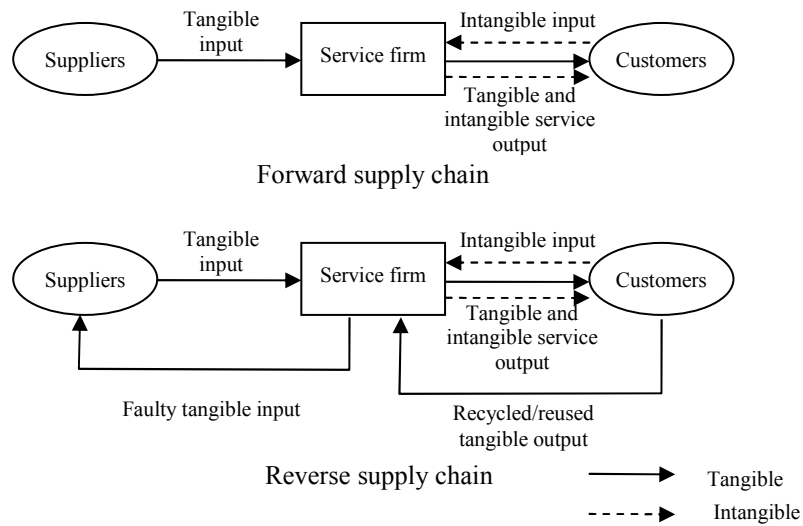 Tangible
input
Intangible input
Suppliers
Service firm
Customers
Tangible and
intangible service
output
Forward supply chain
Tangible
input
Intangible input
Suppliers
Service firm
Customers
Tangible and
intangible service
output
Faulty tangible input
Recycled/reused
tangible output
Reverse supply chain
Tangible
Intangible